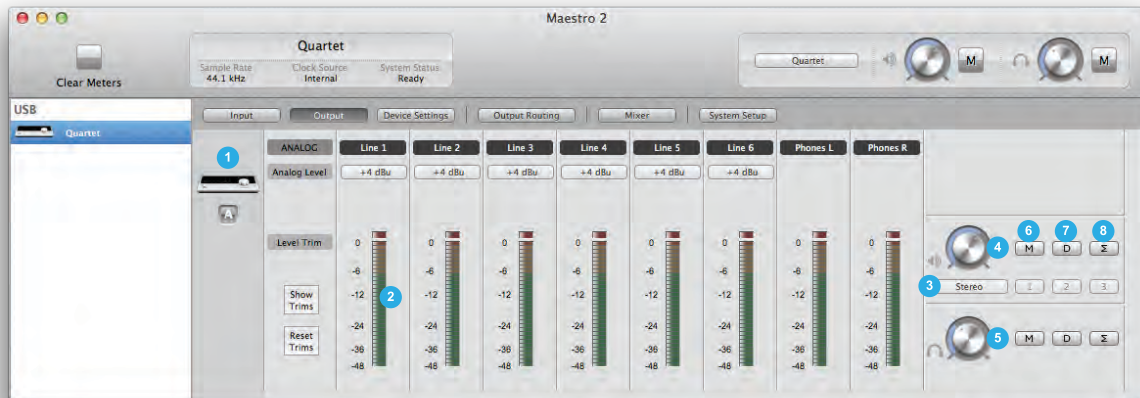 Maestro 2
Quartet
Sample Rate Clock Source System Status
44.1 kHz Internal Ready
Clear Meters
Quartet M M
USB
Quartet
Input Output Device Settings Output Routing Mixer System Setup
1
A
ANALOG Line 1 Line 2 Line 3 Line 4 Line 5 Line 6 Phones L Phones R
Analog Level +4 dBu +4 dBu +4 dBu +4 dBu +4 dBu +4 dBu
Level Trim
0 0 0 0 0 0 0 0
-6 -6 -6 -6 -6 -6 -6 -6
-12 2 -12 -12 -12 -12 -12 -12 -12
-24 -24 -24 -24 -24 -24 -24 -24
-36 -36 -36 -36 -36 -36 -36 -36
-48 -48 -48 -48 -48 -48 -48 -48
Show
Trims
Reset
Trims
6 7 8
4 M D Σ
3 Stereo 1 2 3
5 M D Σ